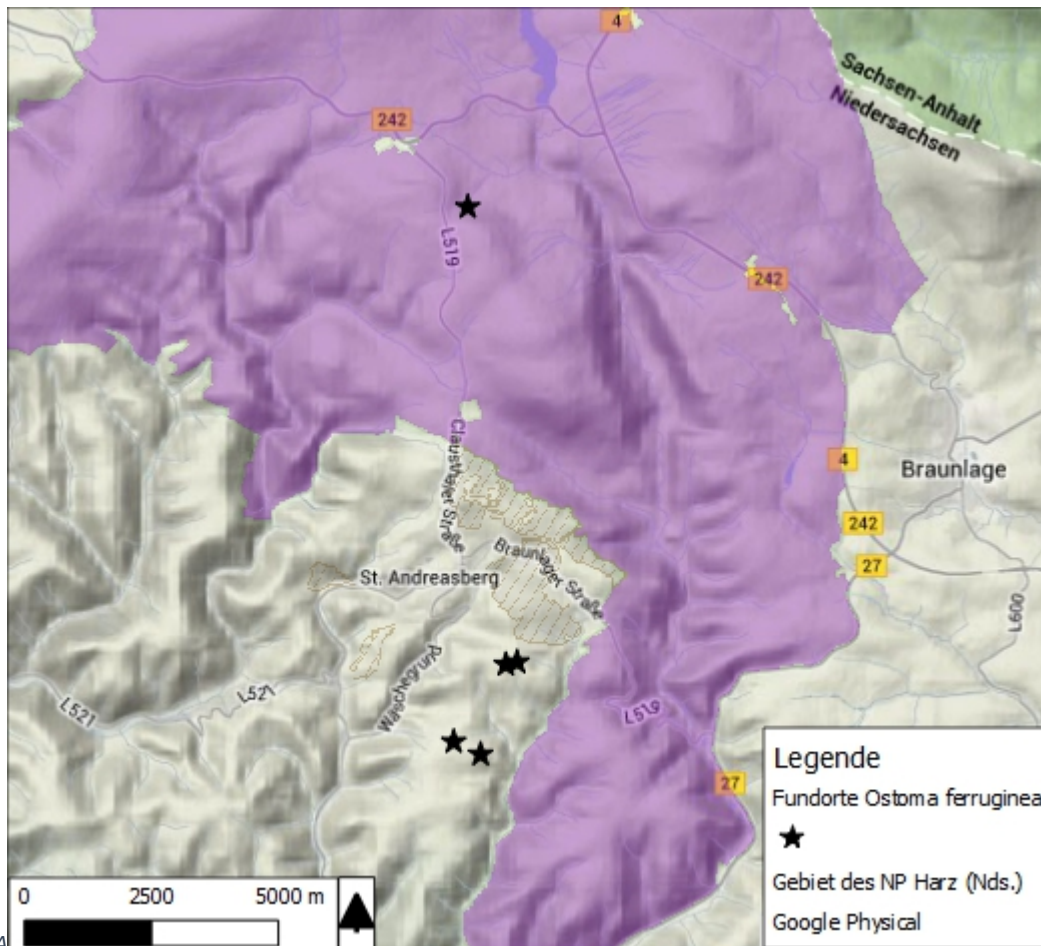 4
Sachsen-Anhalt
Niedersachsen
242
L519
242
Clausthaler Straße
4
Braunlage
242
27
Braunlager Straße
St. Andreasberg
L600
Wäschegrund
L521
L521
L519
27
Legende
Fundorte Ostoma ferruginea
Gebiet des NP Harz (Nds.)
Google Physical
0 2500 5000 m